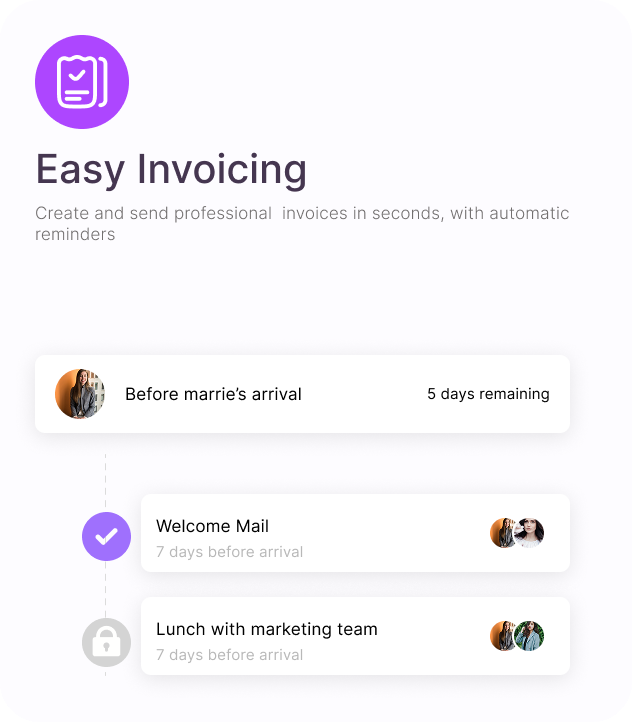 Easy Invoicing
Create and send professional  invoices in seconds, with automatic
reminders
Before marrie’s arrival
5 days remaining
Welcome Mail
7 days before arrival
Lunch with marketing team
7 days before arrival